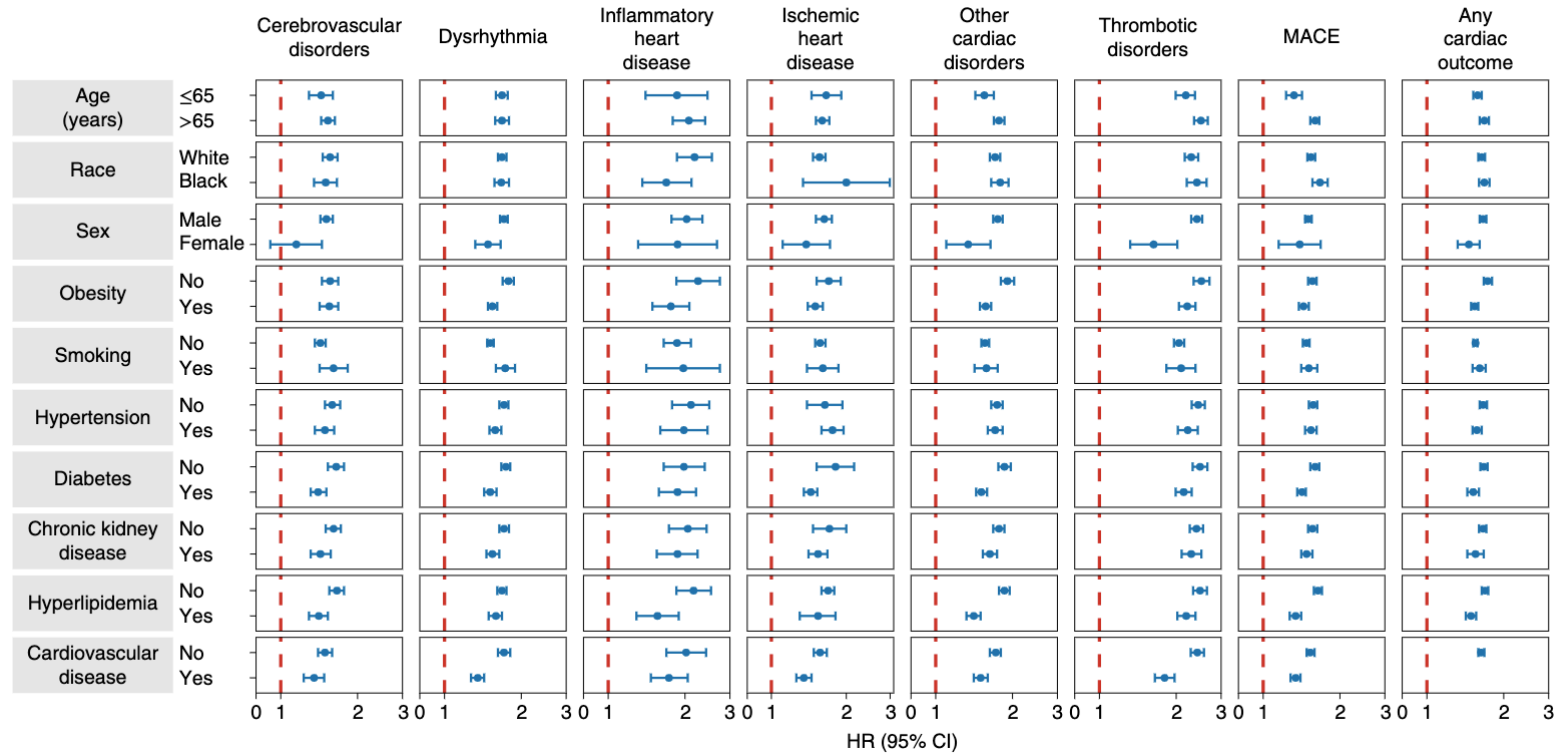 Cerebrovascular
disorders
Dysrhythmia
Inflammatory
heart
disease
Ischemic
heart
disease
Other
cardiac
disorders
Thrombotic
disorders
MACE
Any
cardiac
outcome
Age
(years)
≤65
>65
Race
White
Black
Sex
Male
Female
Obesity
No
Yes
Smoking
No
Yes
Hypertension
No
Yes
Diabetes
No
Yes
Chronic kidney
disease
No
Yes
Hyperlipidemia
No
Yes
Cardiovascular
disease
No
Yes
0 1 2 3 0 1 2 3 0 1 2 3 0 1 2 3 0 1 2 3 0 1 2 3 0 1 2 3 0 1 2 3
HR (95% CI)